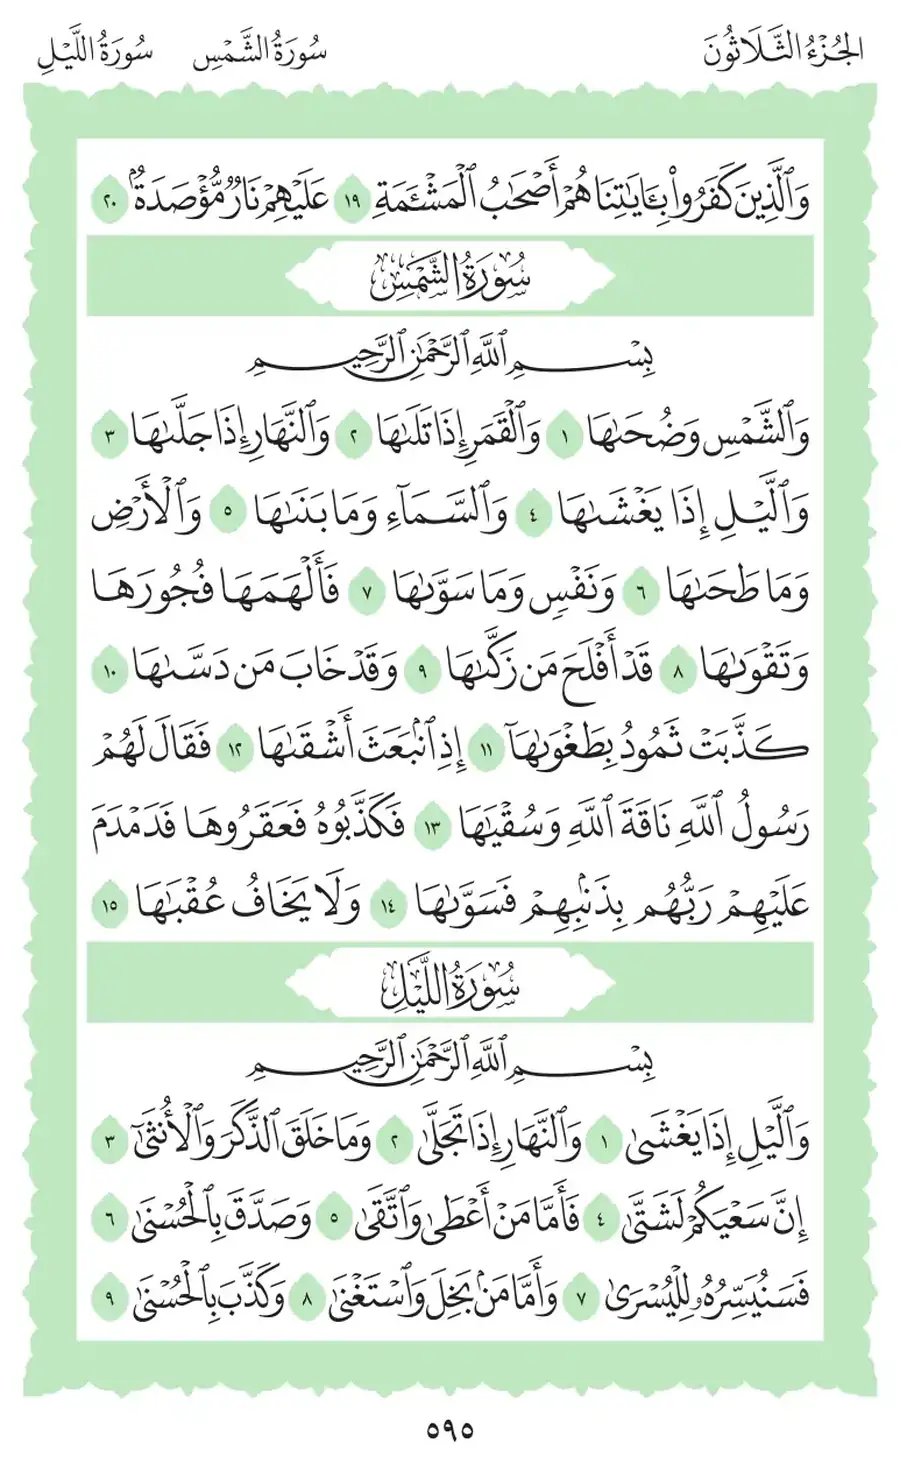 الجُزْءُ الثَّلَاثُونَ سُورَةُ الشَّمْسِ سُورَةُ اللَّيْلِ
وَٱلَّذِينَ كَفَرُوا۟ بِـَٔايَـٰتِنَا هُمْ أَصْحَـٰبُ ٱلْمَشْـَٔمَةِ ١٩ عَلَيْهِمْ نَارٌ مُّؤْصَدَةٌۢ ٢٠
سُورَةُ الشَّمْسِ
بِسْمِ ٱللَّهِ ٱلرَّحْمَـٰنِ ٱلرَّحِيمِ
وَٱلشَّمْسِ وَضُحَىٰهَا ١ وَٱلْقَمَرِ إِذَا تَلَىٰهَا ٢ وَٱلنَّهَارِ إِذَا جَلَّىٰهَا ٣
وَٱلَّيْلِ إِذَا يَغْشَىٰهَا ٤ وَٱلسَّمَآءِ وَمَا بَنَىٰهَا ٥ وَٱلْأَرْضِ
وَمَا طَحَىٰهَا ٦ وَنَفْسٍ وَمَا سَوَّىٰهَا ٧ فَأَلْهَمَهَا فُجُورَهَا
وَتَقْوَىٰهَا ٨ قَدْ أَفْلَحَ مَن زَكَّىٰهَا ٩ وَقَدْ خَابَ مَن دَسَّىٰهَا ١٠
كَذَّبَتْ ثَمُودُ بِطَغْوَىٰهَآ ١١ إِذِ ٱنۢبَعَثَ أَشْقَىٰهَا ١٢ فَقَالَ لَهُمْ
رَسُولُ ٱللَّهِ نَاقَةَ ٱللَّهِ وَسُقْيَـٰهَا ١٣ فَكَذَّبُوهُ فَعَقَرُوهَا فَدَمْدَمَ
عَلَيْهِمْ رَبُّهُم بِذَنۢبِهِمْ فَسَوَّىٰهَا ١٤ وَلَا يَخَافُ عُقْبَـٰهَا ١٥
سُورَةُ اللَّيْلِ
بِسْمِ ٱللَّهِ ٱلرَّحْمَـٰنِ ٱلرَّحِيمِ
وَٱلَّيْلِ إِذَا يَغْشَىٰ ١ وَٱلنَّهَارِ إِذَا تَجَلَّىٰ ٢ وَمَا خَلَقَ ٱلذَّكَرَ وَٱلْأُنثَىٰٓ ٣
إِنَّ سَعْيَكُمْ لَشَتَّىٰ ٤ فَأَمَّا مَنْ أَعْطَىٰ وَٱتَّقَىٰ ٥ وَصَدَّقَ بِٱلْحُسْنَىٰ ٦
فَسَنُيَسِّرُهُۥ لِلْيُسْرَىٰ ٧ وَأَمَّا مَنۢ بَخِلَ وَٱسْتَغْنَىٰ ٨ وَكَذَّبَ بِٱلْحُسْنَىٰ ٩
٥٩٥